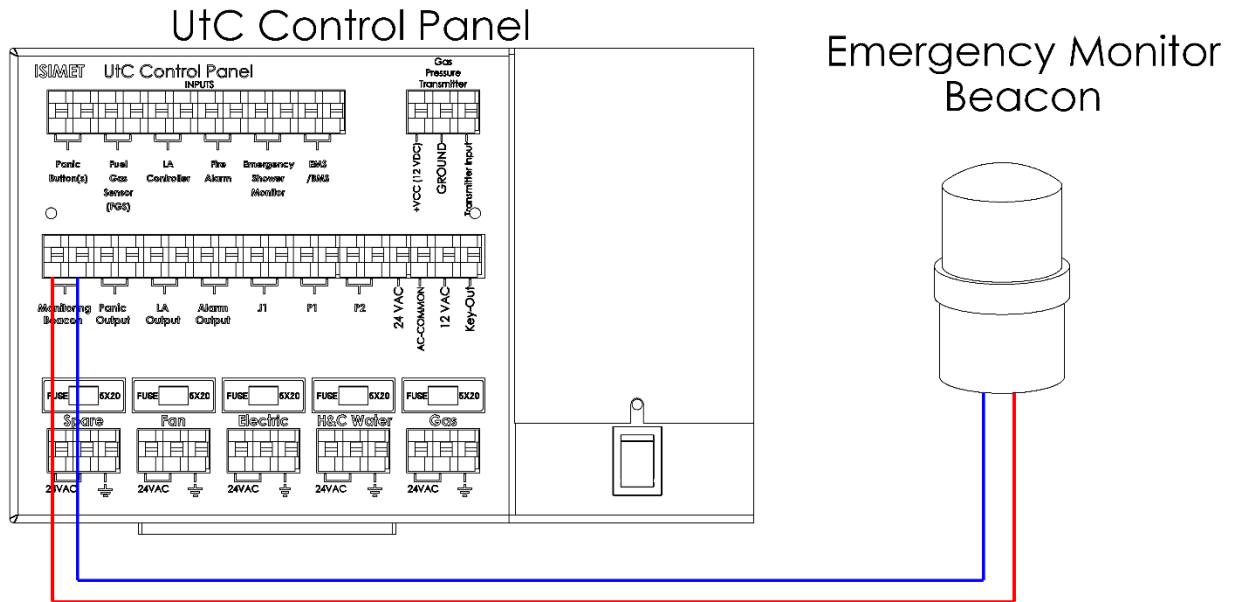 UtC Control Panel
Emergency Monitor
Beacon
ISIMET UtC Control Panel
INPUTS
Gas
Pressure
Transmitter
Panic
Button(s)
Fuel
Gas
Sensor
(FGS)
LA
Controller
Fire
Alarm
Emergency
Shower
Monitor
EMS
/BMS
+VCC (12 VDC)
GROUND
Transmitter Input
Monitoring
Beacon
Panic
Output
LA
Output
Alarm
Output
J1
P1
P2
24 VAC
AC-COMMON
12 VAC
Key-Out
FUSE 5X20
FUSE 5X20
FUSE 5X20
FUSE 5X20
FUSE 5X20
Spare
Fan
Electric
H&C Water
Gas
24VAC
24VAC
24VAC
24VAC
24VAC